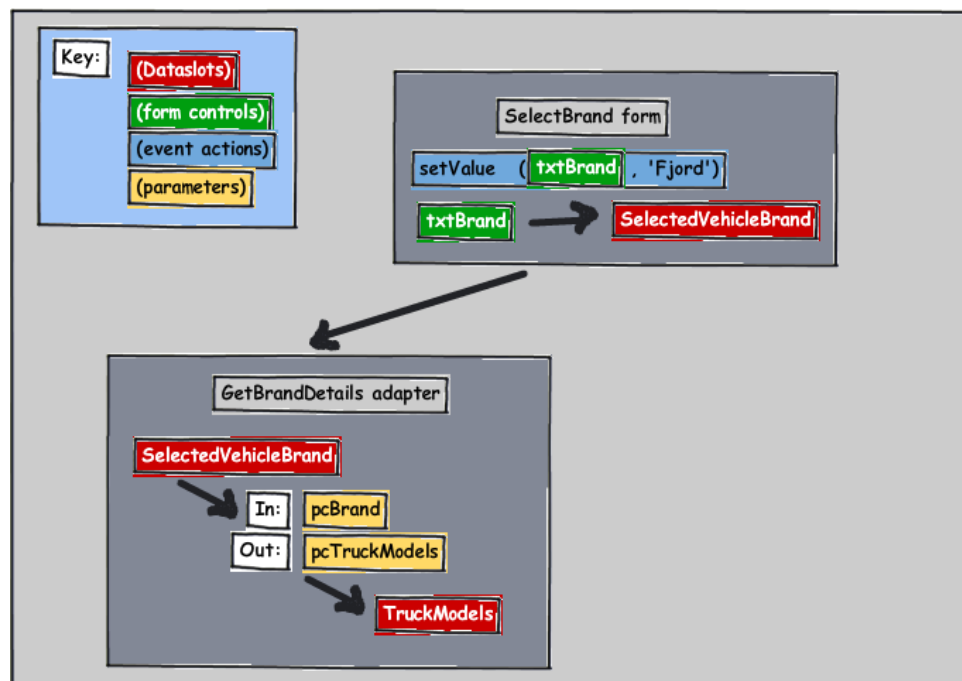 Key:
(Dataslots)
(form controls)
(event actions)
(parameters)
SelectBrand form
setValue ( txtBrand , 'Fjord')
txtBrand SelectedVehicleBrand
GetBrandDetails adapter
SelectedVehicleBrand
In: pcBrand
Out: pcTruckModels
TruckModels